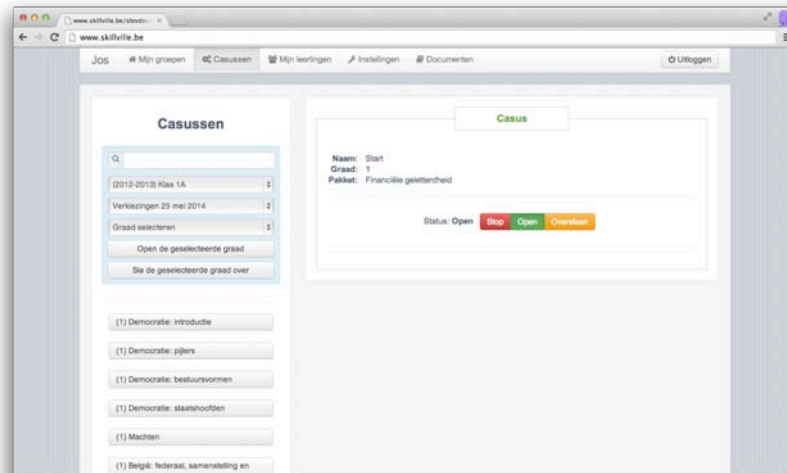 www.skillville.be
www.skillville.be
Jos
Mijn groepen
Casussen
Mijn leerlingen
Instellingen
Documenten
Uitloggen
Casussen
(2012-2013) Klas 1A
Verkiezingen 25 mei 2014
Graad selecteren
Open de geselecteerde graad
Sla de geselecteerde graad over
(1) Democratie: introductie
(1) Democratie: pijlers
(1) Democratie: bestuursvormen
(1) Democratie: staatshoofden
(1) Machten
(1) België: federaal, samenstelling en
Casus
Naam: Start
Graad: 1
Pakket: Financiële geletterdheid
Status: Open
Stop
Open
Overslaan